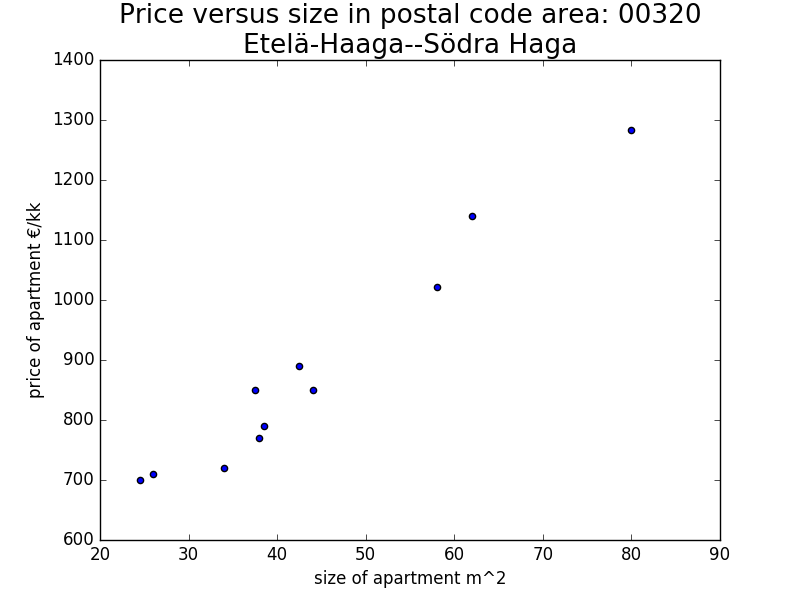 Price versus size in postal code area: 00320
Etelä-Haaga--Södra Haga
1400
1300
1200
1100
1000
900
800
700
600
price of apartment €/kk
20 30 40 50 60 70 80 90
size of apartment m^2